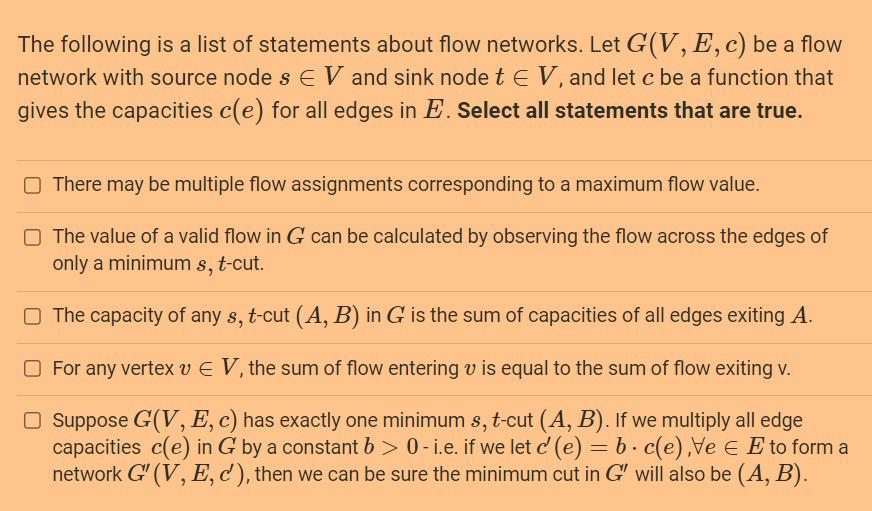 The following is a list of statements about flow networks. Let G(V, E, c) be a flow
network with source node s ∈ V and sink node t ∈ V, and let c be a function that
gives the capacities c(e) for all edges in E. Select all statements that are true.
There may be multiple flow assignments corresponding to a maximum flow value.
The value of a valid flow in G can be calculated by observing the flow across the edges of
only a minimum s, t-cut.
The capacity of any s, t-cut (A, B) in G is the sum of capacities of all edges exiting A.
For any vertex v ∈ V, the sum of flow entering v is equal to the sum of flow exiting v.
Suppose G(V, E, c) has exactly one minimum s, t-cut (A, B). If we multiply all edge
capacities c(e) in G by a constant b > 0 - i.e. if we let c′(e) = b · c(e) ,∀e ∈ E to form a
network G′(V, E, c′), then we can be sure the minimum cut in G′ will also be (A, B).